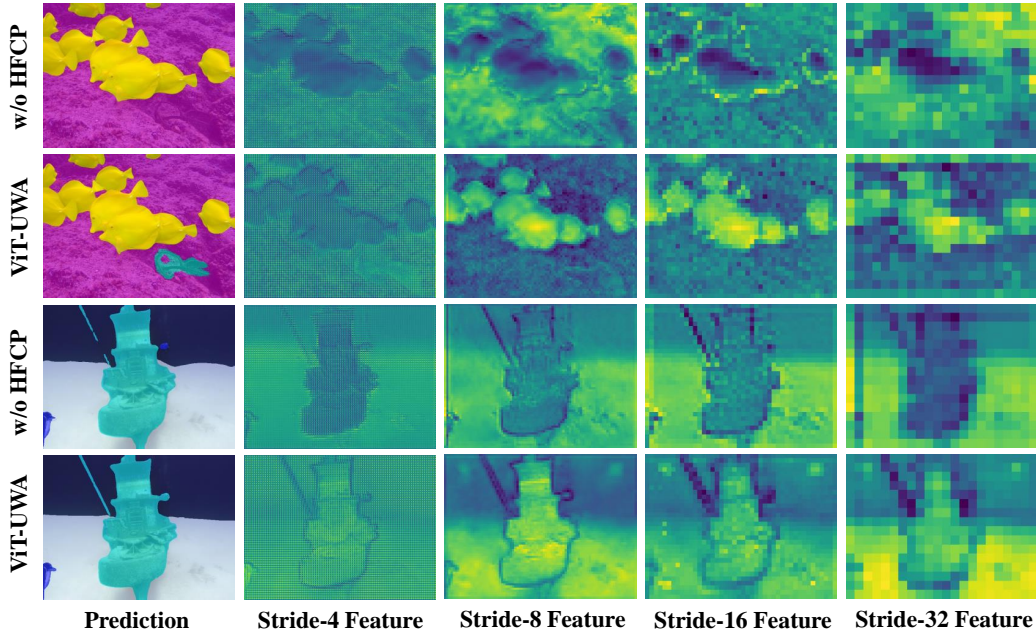 w/o HFCP
ViT-UWA
w/o HFCP
ViT-UWA
Prediction Stride-4 Feature Stride-8 Feature Stride-16 Feature Stride-32 Feature